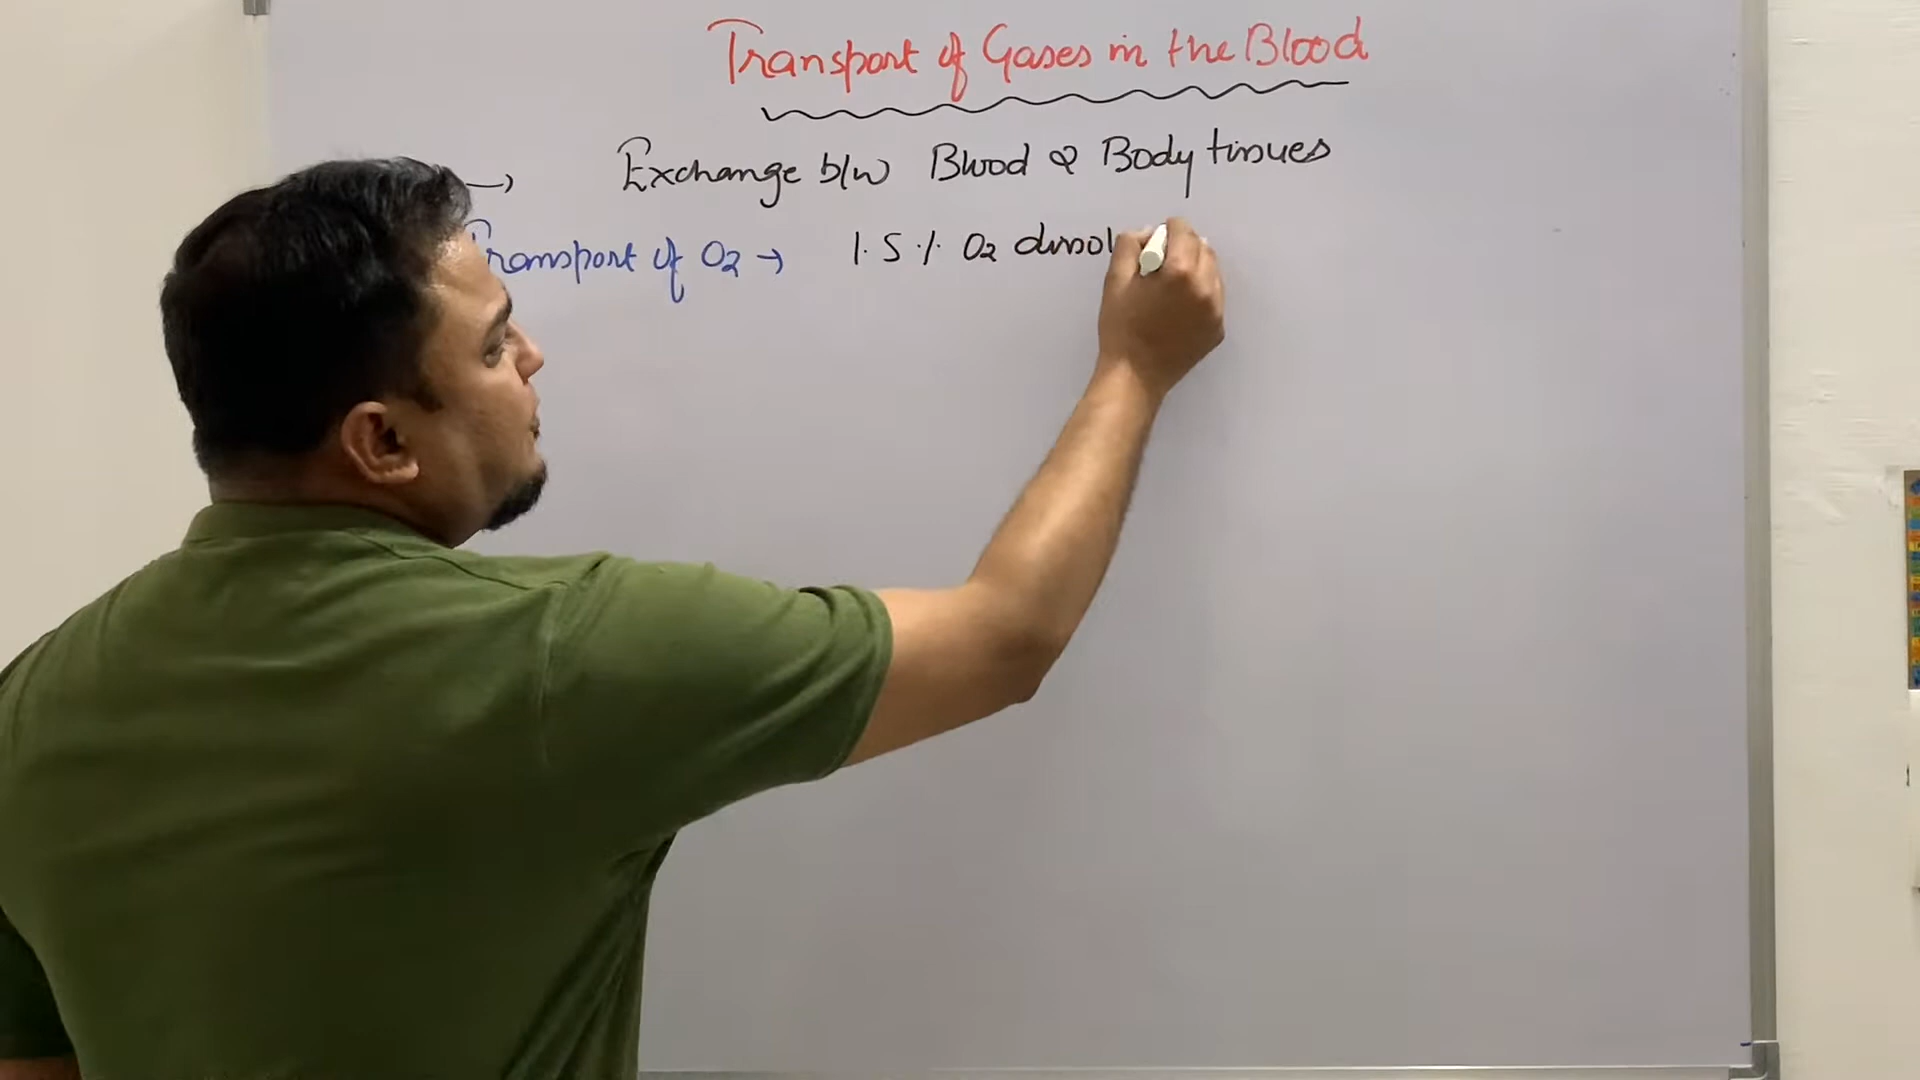 Transport of Gases in the Blood
→ Exchange b/w Blood & Body tissues
Transport of O2 → 1.5% O2 dissol